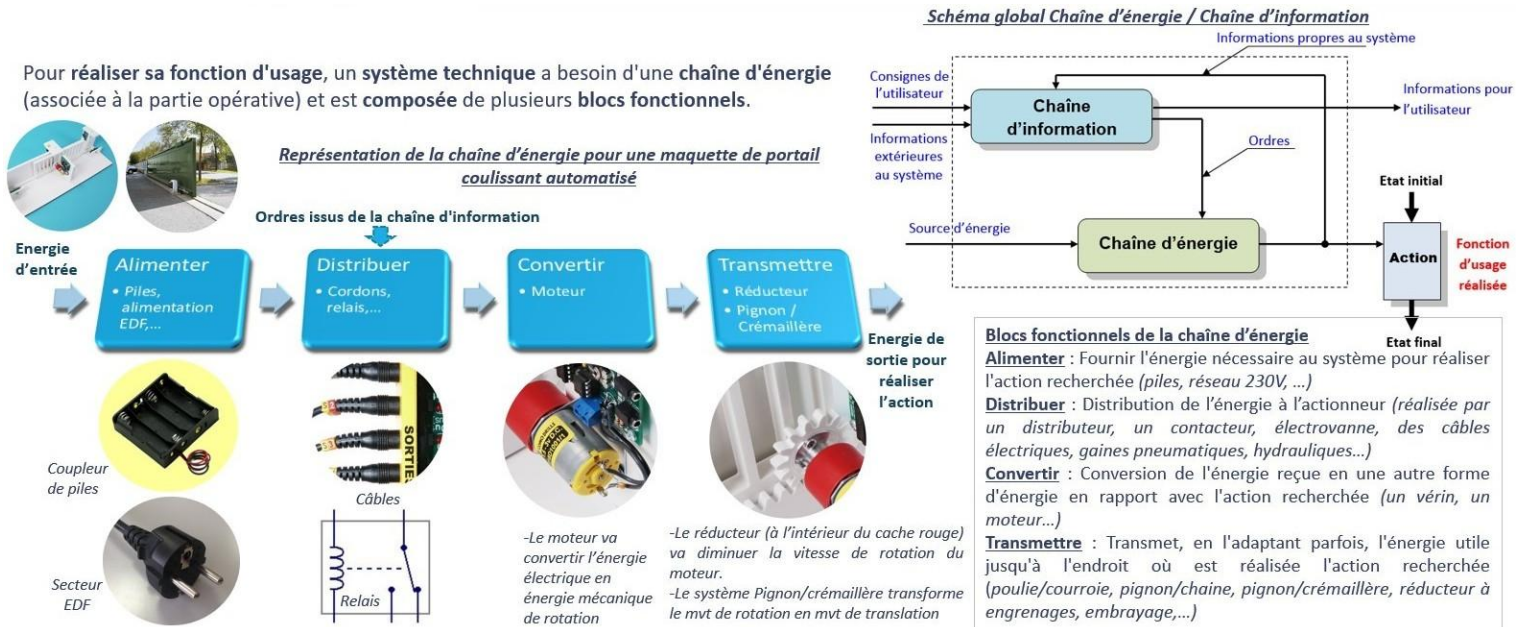 Schéma global Chaîne d'énergie / Chaîne d'information
Pour réaliser sa fonction d'usage, un système technique a besoin d'une chaîne d'énergie
(associée à la partie opérative) et est composée de plusieurs blocs fonctionnels.
Représentation de la chaîne d'énergie pour une maquette de portail
coulissant automatisé
Ordres issus de la chaîne d'information
Energie
d'entrée
Alimenter
• Piles,
alimentation
EDF,...
Distribuer
• Cordons,
relais,...
Convertir
• Moteur
Transmettre
• Réducteur
• Pignon /
Crémaillère
Energie de
sortie pour
réaliser
l'action
Coupleur
de piles
Secteur
EDF
SORTIE
Câbles
Relais
-Le moteur va
convertir l'énergie
électrique en
énergie mécanique
de rotation
-Le réducteur (à l'intérieur du cache rouge)
va diminuer la vitesse de rotation du
moteur.
-Le système Pignon/crémaillère transforme
le mvt de rotation en mvt de translation
Informations propres au système
Consignes de
l'utilisateur
Chaîne
d'information
Informations pour
l'utilisateur
Informations
extérieures
au système
Ordres
Etat initial
Source d'énergie
Chaîne d'énergie
Action
Fonction
d'usage
réalisée
Etat final
Blocs fonctionnels de la chaîne d'énergie
Alimenter : Fournir l'énergie nécessaire au système pour réaliser
l'action recherchée (piles, réseau 230V, ...)
Distribuer : Distribution de l'énergie à l'actionneur (réalisée par
un distributeur, un contacteur, électrovanne, des câbles
électriques, gaines pneumatiques, hydrauliques...)
Convertir : Conversion de l'énergie reçue en une autre forme
d'énergie en rapport avec l'action recherchée (un vérin, un
moteur...)
Transmettre : Transmet, en l'adaptant parfois, l'énergie utile
jusqu'à l'endroit où est réalisée l'action recherchée
(poulie/courroie, pignon/chaine, pignon/crémaillère, réducteur à
engrenages, embrayage,...)